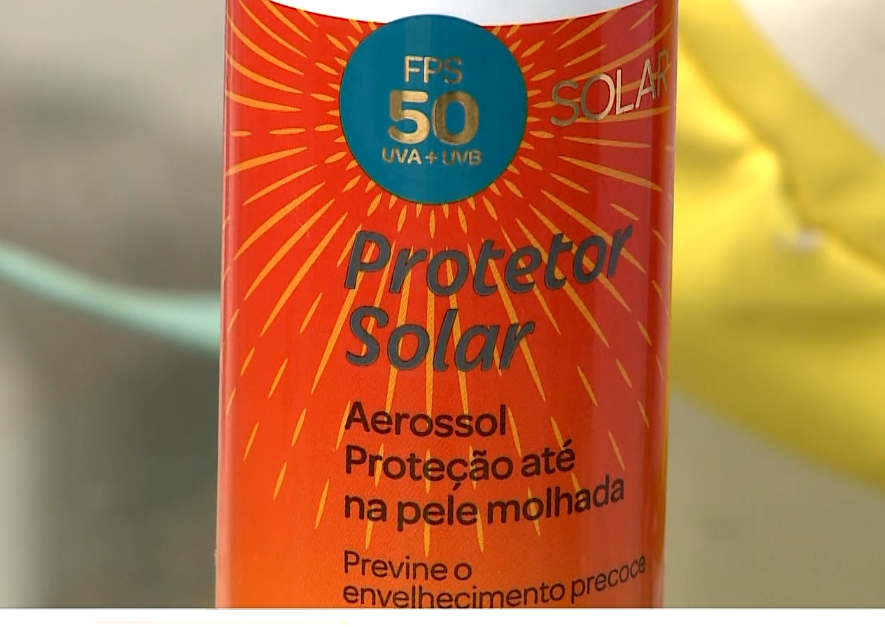 FPS
50
UVA + UVB
SOLAR
Protetor
Solar
Aerossol
Proteção até
na pele molhada
Previne o
envelhecimento precoce